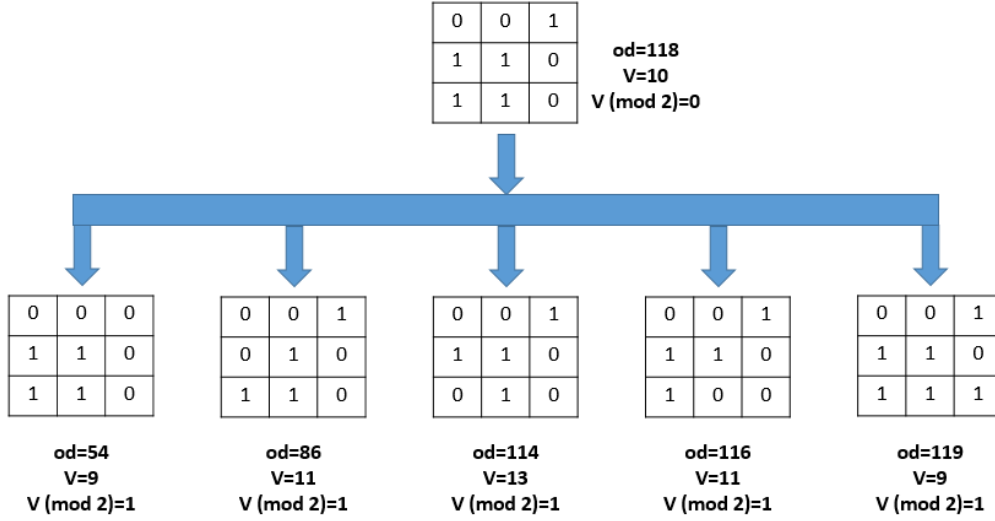 0 0 1
1 1 0
1 1 0
od=118
V=10
V (mod 2)=0
0 0 0
1 1 0
1 1 0
od=54
V=9
V (mod 2)=1
0 0 1
0 1 0
1 1 0
od=86
V=11
V (mod 2)=1
0 0 1
1 1 0
0 1 0
od=114
V=13
V (mod 2)=1
0 0 1
1 1 0
1 0 0
od=116
V=11
V (mod 2)=1
0 0 1
1 1 0
1 1 1
od=119
V=9
V (mod 2)=1